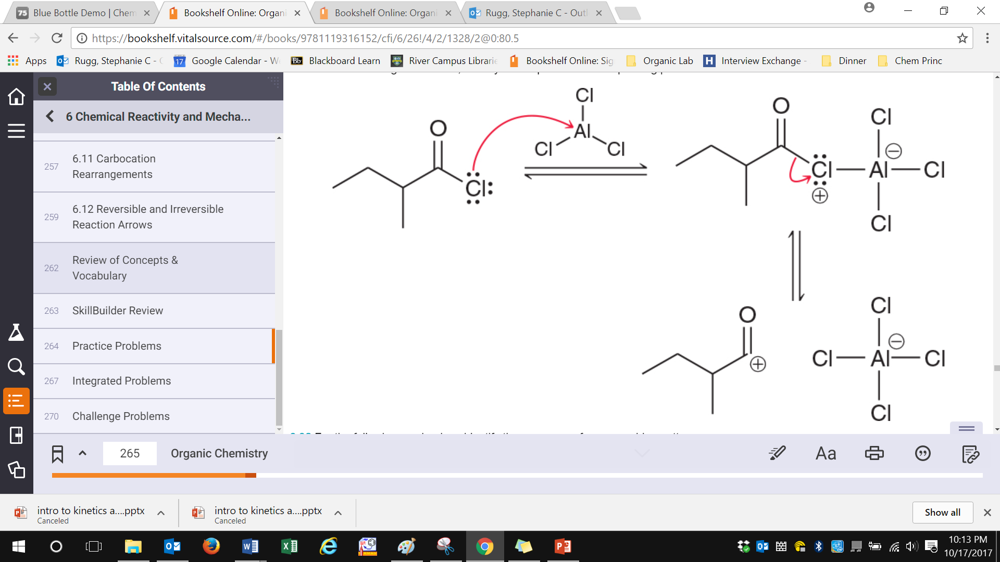 75 Blue Bottle Demo | Chem
Bookshelf Online: Organi
Bookshelf Online: Organi
Rugg, Stephanie C - Outl
https://bookshelf.vitalsource.com/#/books/9781119316152/cfi/6/26!/4/2/1328/2@0:80.5
Apps
Rugg, Stephanie C -
17 Google Calendar - W
Bb Blackboard Learn
River Campus Librarie
Bookshelf Online: Sig
Organic Lab
H Interview Exchange -
Dinner
Chem Princ
Table Of Contents
6 Chemical Reactivity and Mecha...
257 6.11 Carbocation
Rearrangements
259 6.12 Reversible and Irreversible
Reaction Arrows
262 Review of Concepts &
Vocabulary
263 SkillBuilder Review
264 Practice Problems
267 Integrated Problems
270 Challenge Problems
O
Cl:
Cl
Al
Cl
Cl
O
Cl
Cl
Al
Cl
Cl
O
Cl
Cl
Al
Cl
Cl
265
Organic Chemistry
Aa
intro to kinetics a....pptx
Canceled
intro to kinetics a....pptx
Canceled
Show all
10:13 PM
10/17/2017